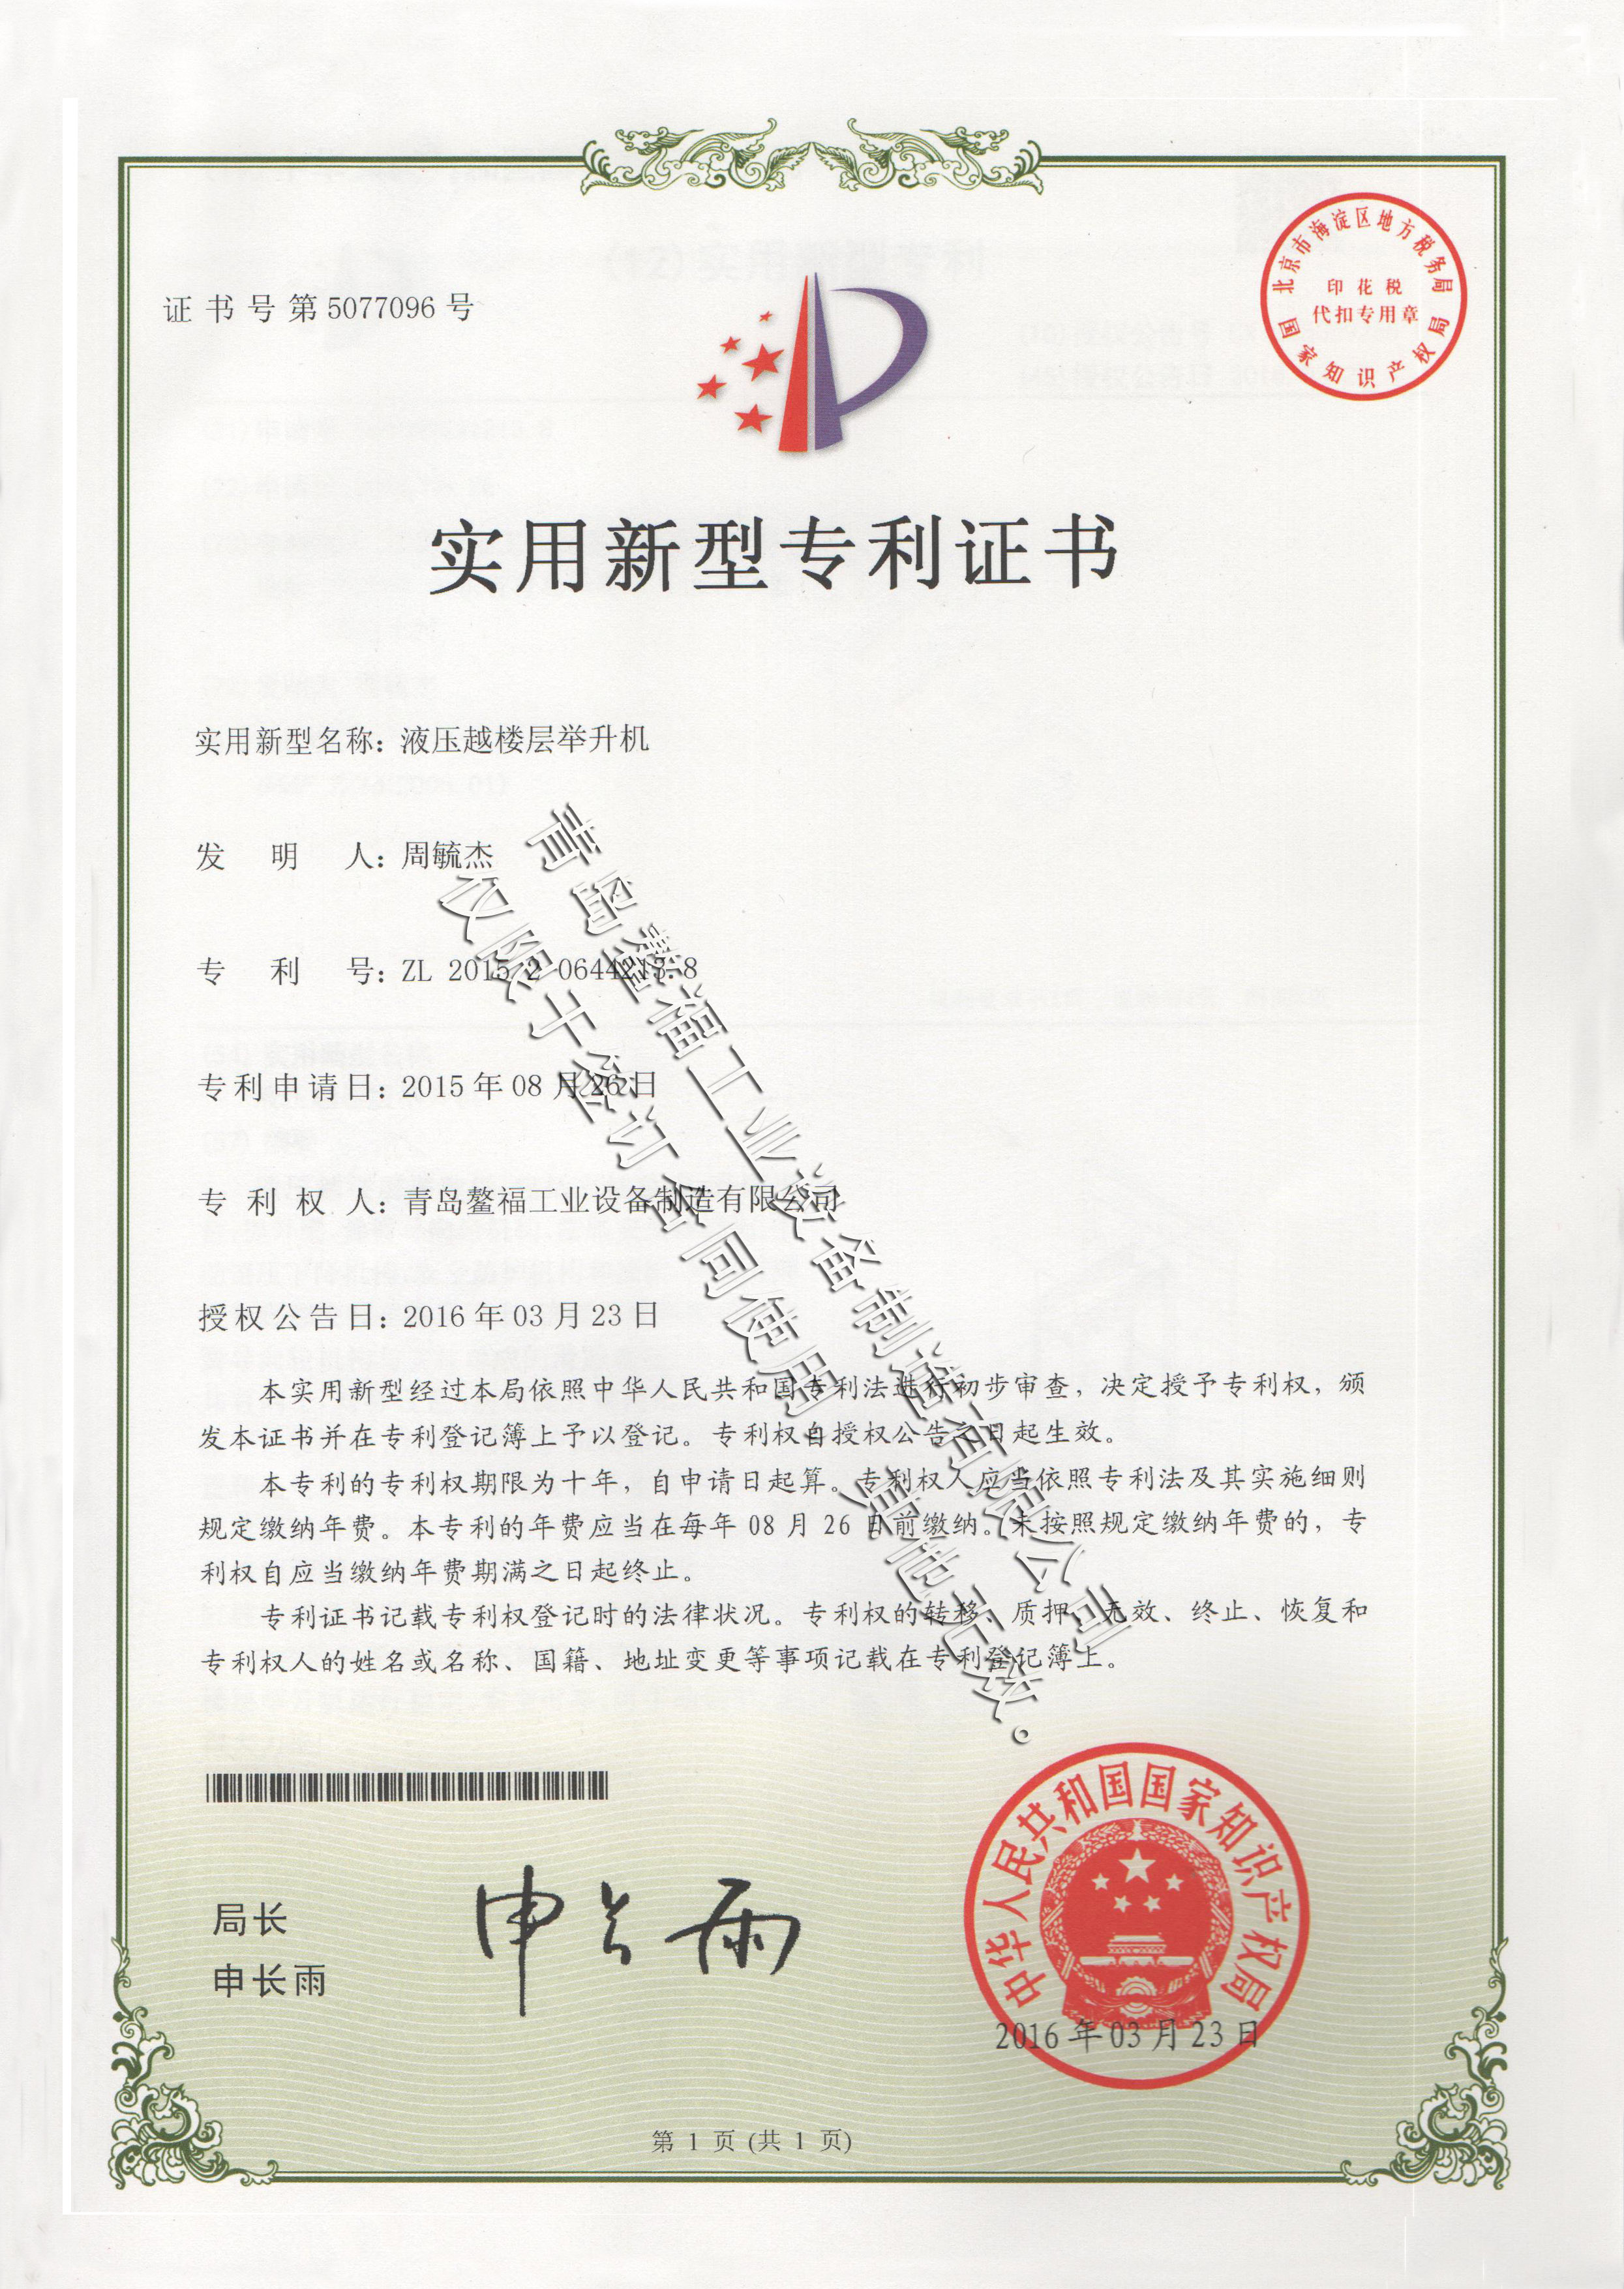 北京市海淀区地方税务局
印花税
代扣专用章
国家知识产权局
证书号第5077096号
实用新型专利证书
实用新型名称：液压越楼层举升机
发明人：周毓杰
专利号：ZL 2015 2 0644213.8
专利申请日：2015年08月26日
专利权人：青岛鳌福工业设备制造有限公司
授权公告日：2016年03月23日
本实用新型经过本局依照中华人民共和国专利法进行初步审查，决定授予专利权，颁
发本证书并在专利登记簿上予以登记。专利权自授权公告之日起生效。
本专利的专利权期限为十年，自申请日起算。专利权人应当依照专利法及其实施细则
规定缴纳年费。本专利的年费应当在每年08月26日前缴纳。未按照规定缴纳年费的，专
利权自应当缴纳年费期满之日起终止。
专利证书记载专利权登记时的法律状况。专利权的转移、质押、无效、终止、恢复和
专利权人的姓名或名称、国籍、地址变更等事项记载在专利登记簿上。
青岛鳌福工业设备制造有限公司
仅限于签订合同使用 其他无效。
局长
申长雨
申长雨
中华人民共和国国家知识产权局
2016年03月23日
第 1 页 (共 1 页)